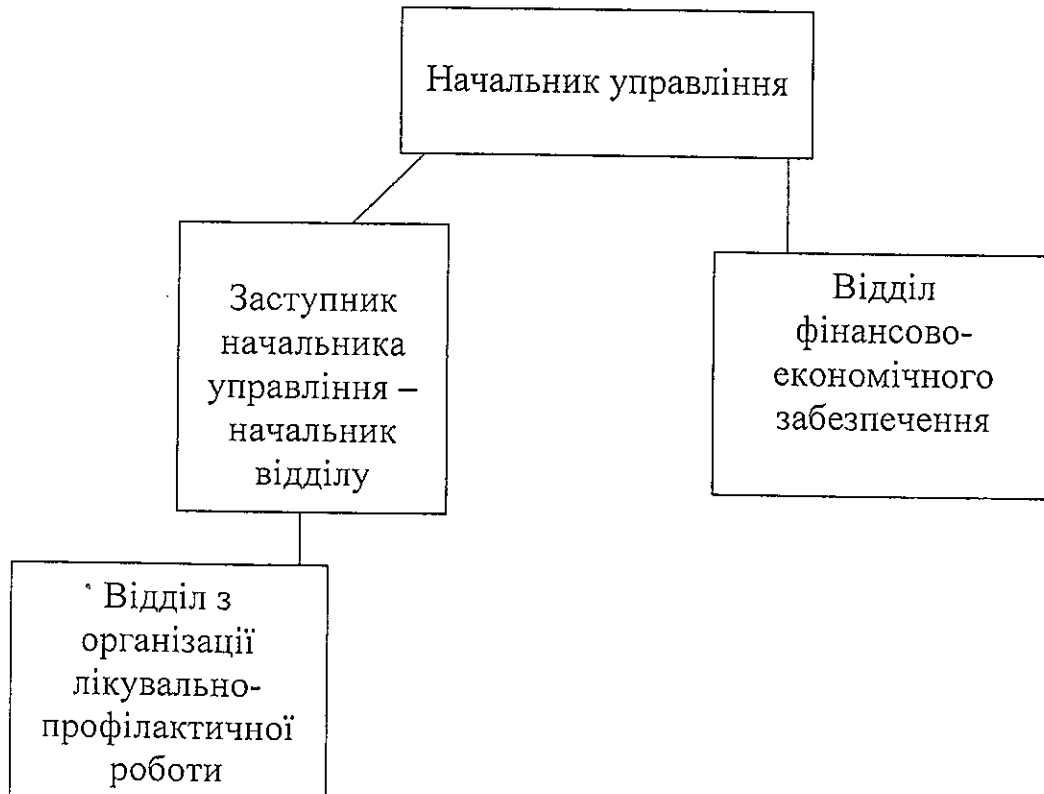 Начальник управління
Заступник
начальника
управління –
начальник
відділу
Відділ
фінансово-
економічного
забезпечення
Відділ з
організації
лікувально-
профілактичної
роботи